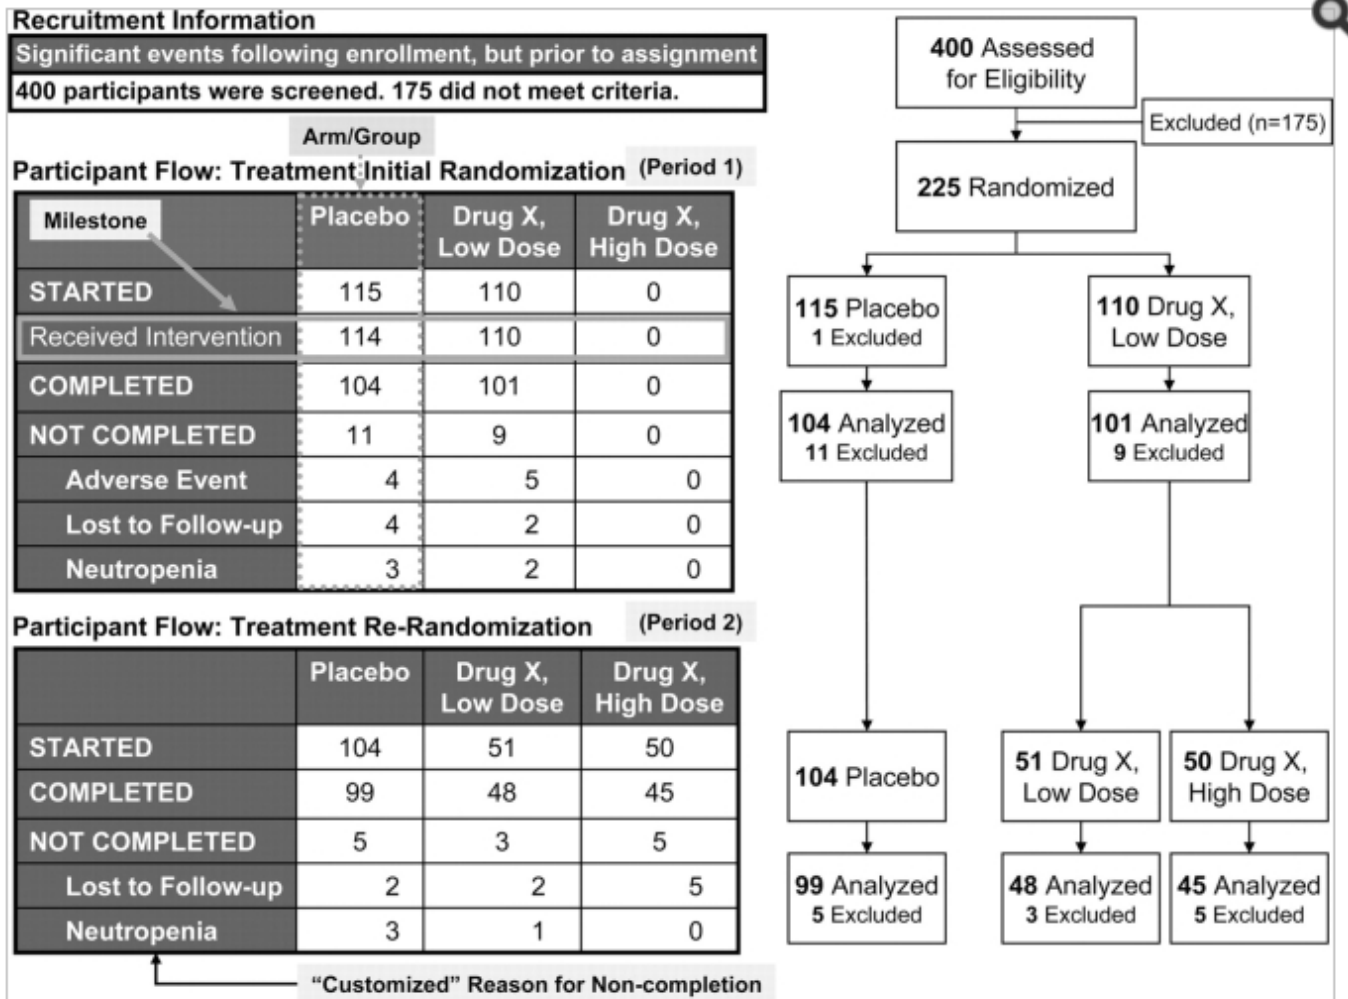 Recruitment Information
Significant events following enrollment, but prior to assignment
400 participants were screened. 175 did not meet criteria.
Arm/Group
Participant Flow: Treatment Initial Randomization (Period 1)
Milestone
Placebo Drug X, Low Dose Drug X, High Dose
STARTED 115 110 0
Received Intervention 114 110 0
COMPLETED 104 101 0
NOT COMPLETED 11 9 0
Adverse Event 4 5 0
Lost to Follow-up 4 2 0
Neutropenia 3 2 0
Participant Flow: Treatment Re-Randomization (Period 2)
Placebo Drug X, Low Dose Drug X, High Dose
STARTED 104 51 50
COMPLETED 99 48 45
NOT COMPLETED 5 3 5
Lost to Follow-up 2 2 5
Neutropenia 3 1 0
“Customized” Reason for Non-completion
400 Assessed
for Eligibility
Excluded (n=175)
225 Randomized
115 Placebo
1 Excluded
110 Drug X,
Low Dose
104 Analyzed
11 Excluded
101 Analyzed
9 Excluded
104 Placebo
51 Drug X,
Low Dose
50 Drug X,
High Dose
99 Analyzed
5 Excluded
48 Analyzed
3 Excluded
45 Analyzed
5 Excluded